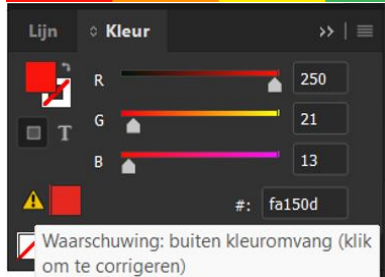 Lijn Kleur
R 250
G 21
T
B 13
#: fa150d
Waarschuwing: buiten kleuromvang (klik
om te corrigeren)